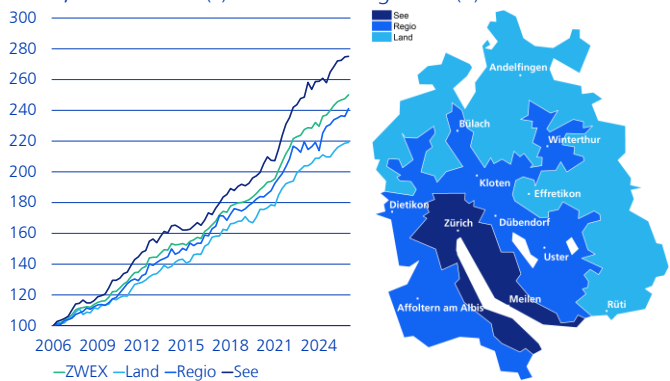 300
280
260
240
220
200
180
160
140
120
100
2006 2009 2012 2015 2018 2021 2024
ZWEX Land Regio See
See
Regio
Land
Andelfingen
Bülach
Winterthur
Kloten
Effretikon
Dietikon
Zürich
Dübendorf
Uster
Affoltern am Albis
Meilen
Rüti